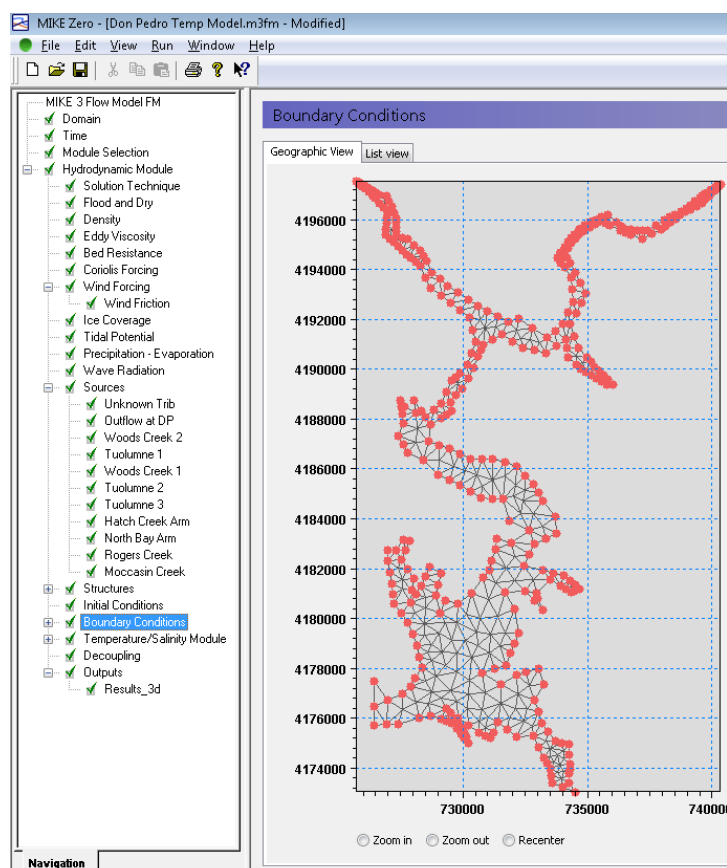 MIKE Zero - [Don Pedro Temp Model.m3fm - Modified]
File Edit View Run Window Help
MIKE 3 Flow Model FM
Domain
Time
Module Selection
Hydrodynamic Module
Solution Technique
Flood and Dry
Density
Eddy Viscosity
Bed Resistance
Coriolis Forcing
Wind Forcing
Wind Friction
Ice Coverage
Tidal Potential
Precipitation - Evaporation
Wave Radiation
Sources
Unknown Trib
Outflow at DP
Woods Creek 2
Tuolumne 1
Woods Creek 1
Tuolumne 2
Tuolumne 3
Hatch Creek Arm
North Bay Arm
Rogers Creek
Moccasin Creek
Structures
Initial Conditions
Boundary Conditions
Temperature/Salinity Module
Decoupling
Outputs
Results_3d
Navigation
Boundary Conditions
Geographic View List view
4196000
4194000
4192000
4190000
4188000
4186000
4184000
4182000
4180000
4178000
4176000
4174000
730000 735000 740000
Zoom in Zoom out Recenter